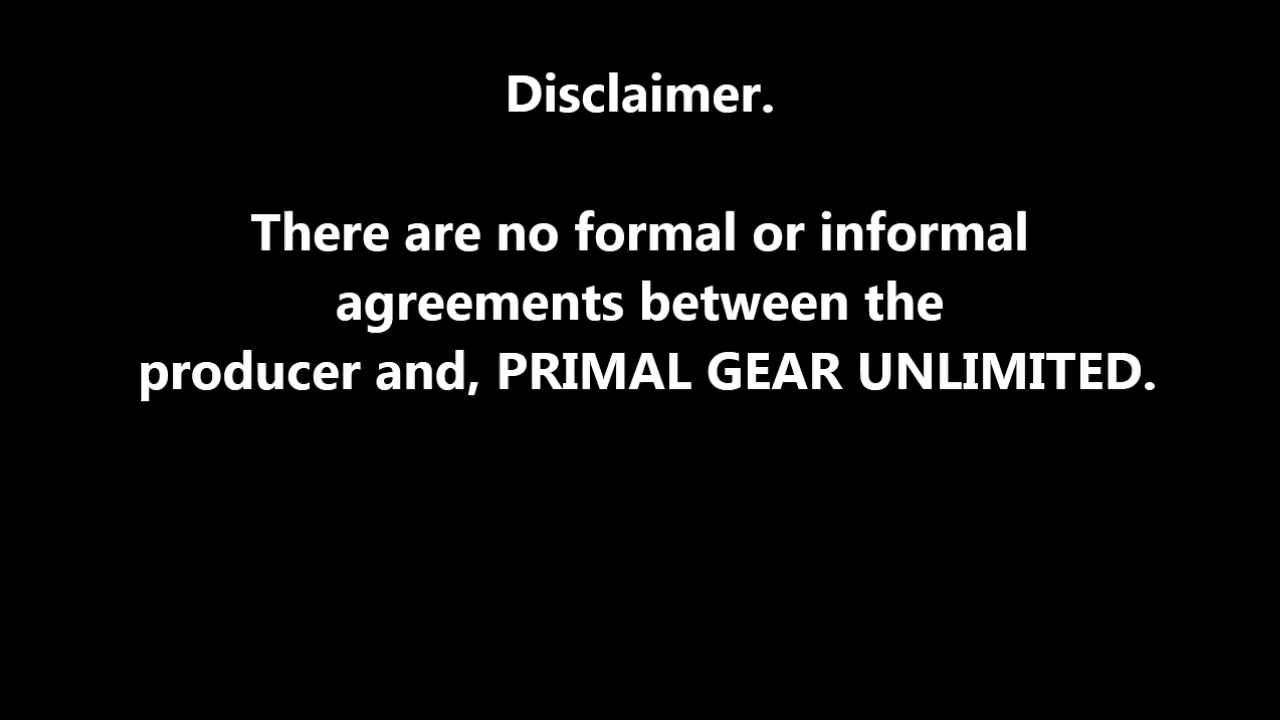 Disclaimer.
There are no formal or informal
agreements between the
producer and, PRIMAL GEAR UNLIMITED.